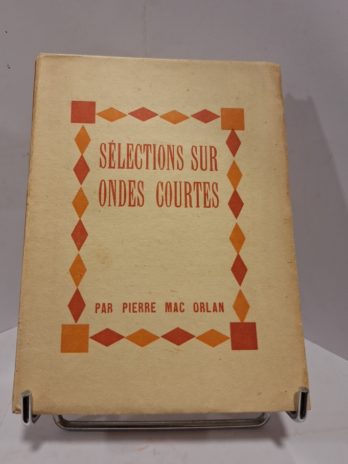 SÉLECTIONS SUR
ONDES COURTES
PAR PIERRE MAC ORLAN